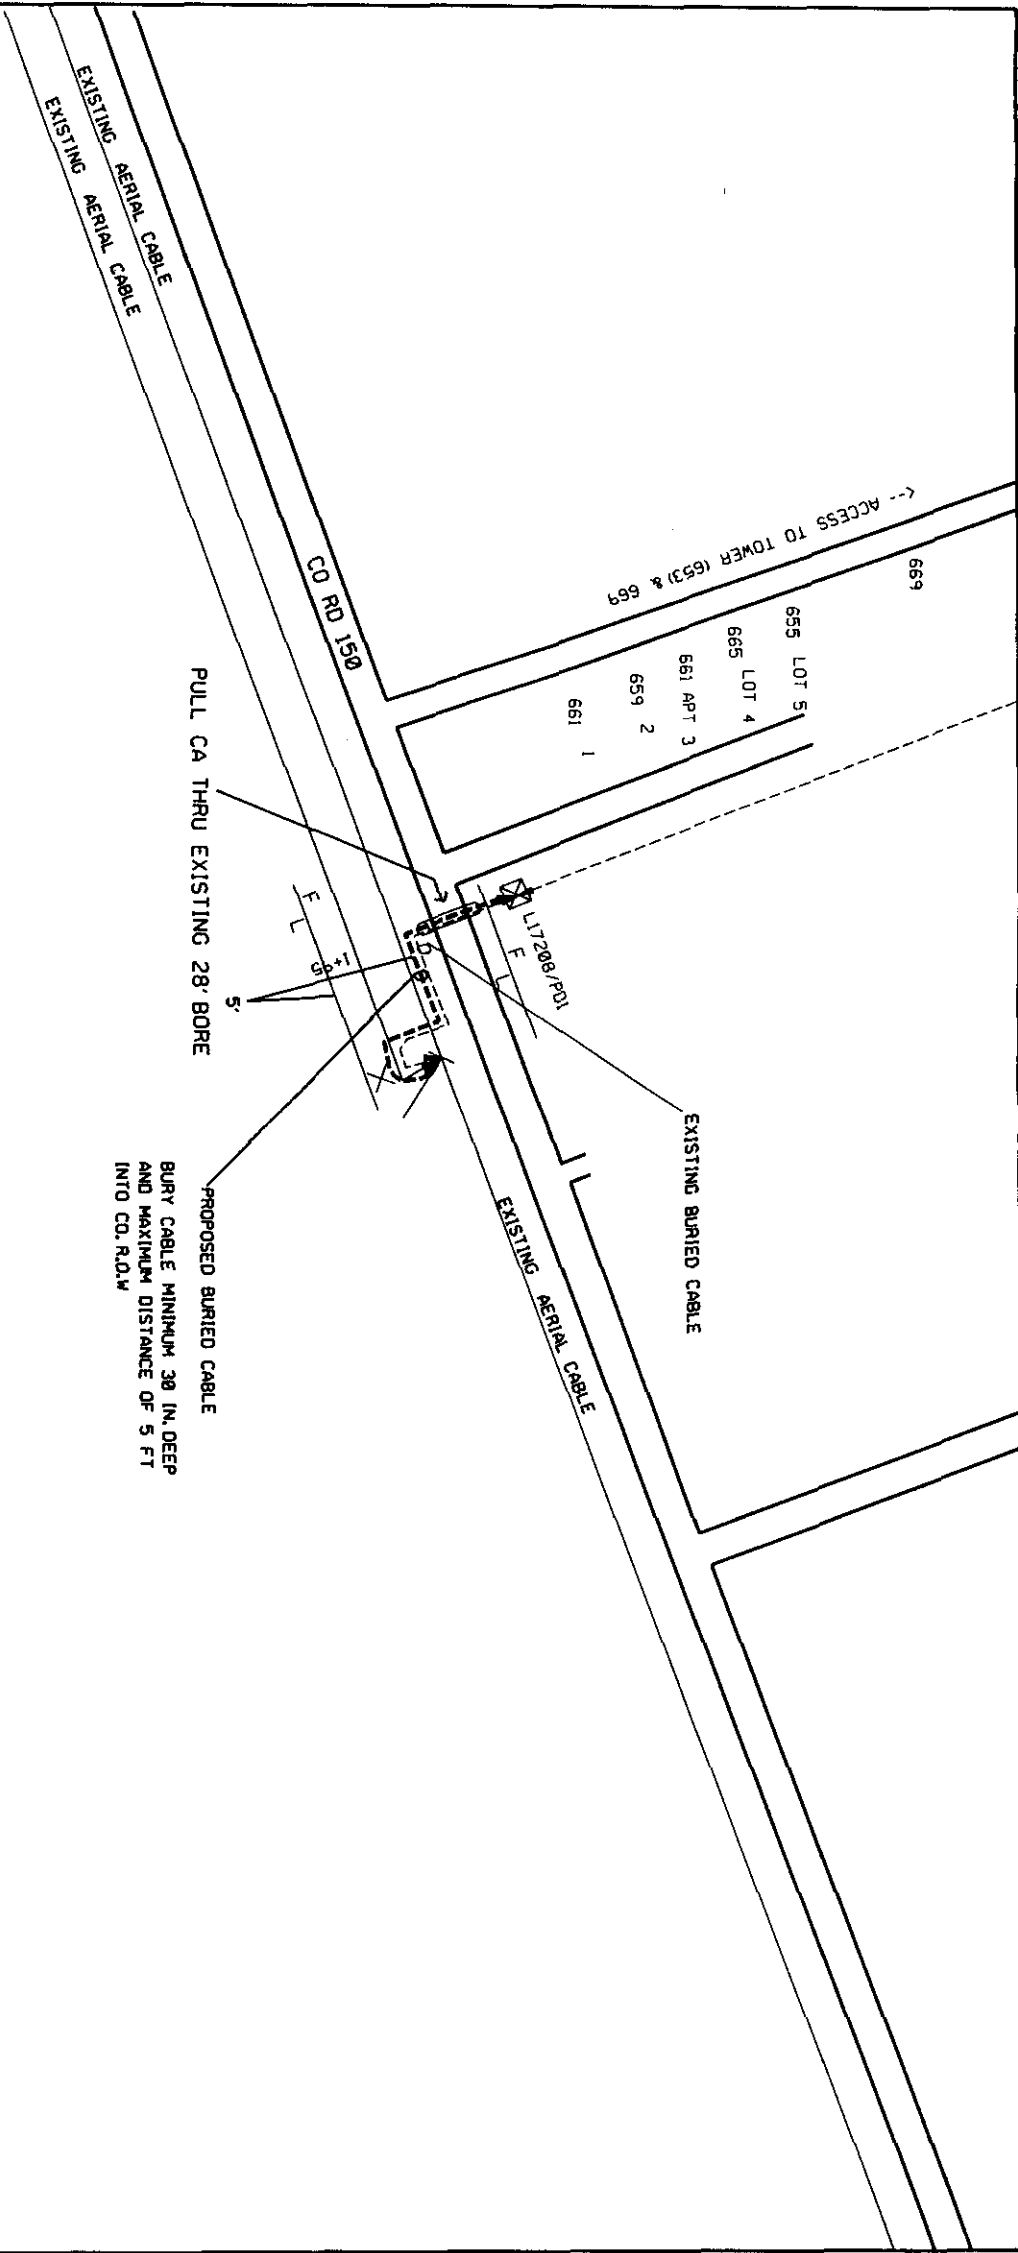 EXISTING AERIAL CABLE
EXISTING AERIAL CABLE
<-- ACCESS TO TOWER (653) & 669
669
655 LOT 5
665 LOT 4
661 APT 3
659 2
661 1
CO RD 150
PULL CA THRU EXISTING 28' BORE
L17208/PD1
F L
F L
1+95
5'
EXISTING BURIED CABLE
EXISTING AERIAL CABLE
PROPOSED BURIED CABLE
BURY CABLE MINIMUM 30 IN. DEEP
AND MAXIMUM DISTANCE OF 5 FT
INTO CO. R.O.W